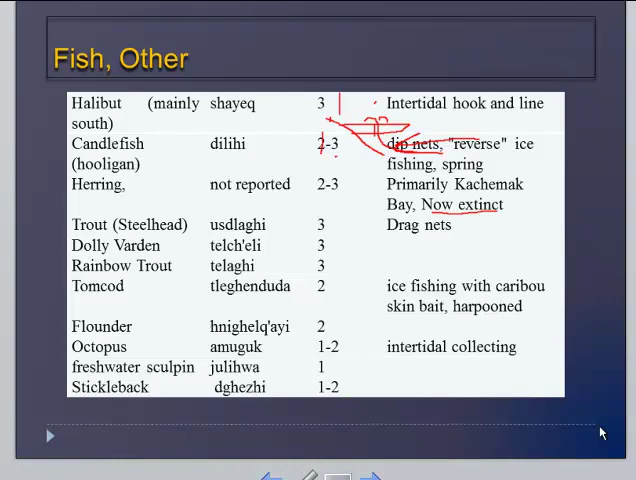 Fish, Other
Halibut (mainly south) shayeq 3 Intertidal hook and line
Candlefish (hooligan) dilihi 2-3 dip nets, "reverse" ice fishing, spring
Herring, not reported 2-3 Primarily Kachemak Bay, Now extinct
Trout (Steelhead) usdlaghi 3 Drag nets
Dolly Varden telch'eli 3
Rainbow Trout telaghi 3
Tomcod tleghenduda 2 ice fishing with caribou skin bait, harpooned
Flounder hnighelq'ayi 2
Octopus amuguk 1-2 intertidal collecting
freshwater sculpin julihwa 1
Stickleback dghezhi 1-2